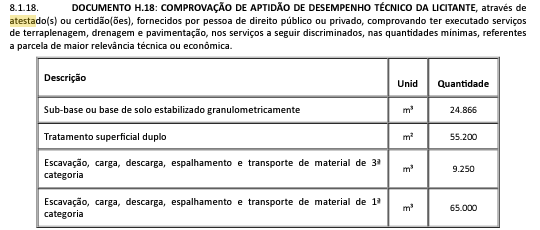 8.1.18. DOCUMENTO H.18: COMPROVAÇÃO DE APTIDÃO DE DESEMPENHO TÉCNICO DA LICITANTE, através de
atestado(s) ou certidão(ões), fornecidos por pessoa de direito público ou privado, comprovando ter executado serviços
de terraplenagem, drenagem e pavimentação, nos serviços a seguir discriminados, nas quantidades mínimas, referentes
a parcela de maior relevância técnica ou econômica.
Descrição Unid Quantidade
Sub-base ou base de solo estabilizado granulometricamente m³ 24.866
Tratamento superficial duplo m² 55.200
Escavação, carga, descarga, espalhamento e transporte de material de 3ª
categoria m³ 9.250
Escavação, carga, descarga, espalhamento e transporte de material de 1ª
categoria m³ 65.000